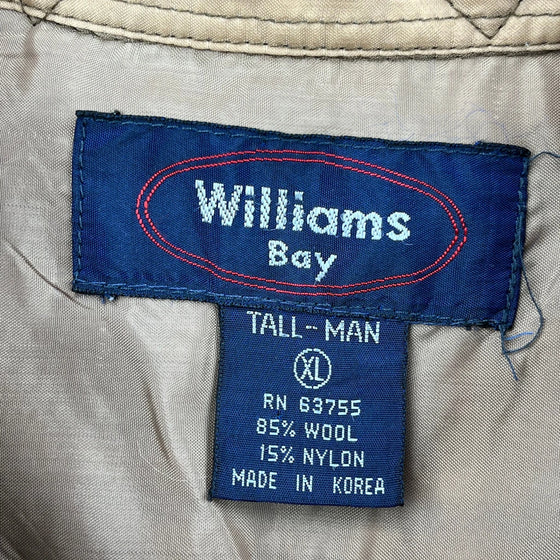 Williams
Bay
TALL-MAN
XL
RN 63755
85% WOOL
15% NYLON
MADE IN KOREA